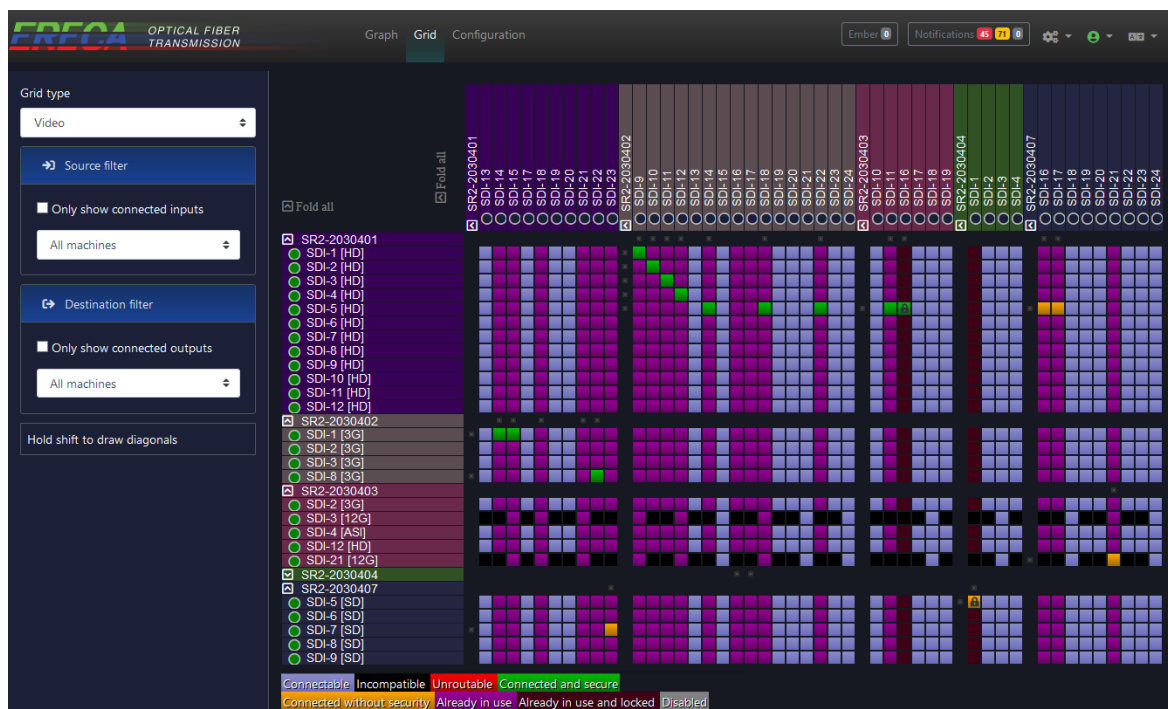 ERECA
OPTICAL FIBER
TRANSMISSION
Graph Grid Configuration
Ember 0
Notifications 45 71 0
Grid type
Video
Source filter
Only show connected inputs
All machines
Destination filter
Only show connected outputs
All machines
Hold shift to draw diagonals
Fold all
Fold all
SR2-2030401
SDI-13
SDI-14
SDI-15
SDI-17
SDI-18
SDI-19
SDI-20
SDI-21
SDI-22
SDI-23
SR2-2030402
SDI-9
SDI-10
SDI-11
SDI-12
SDI-13
SDI-14
SDI-15
SDI-16
SDI-17
SDI-18
SDI-19
SDI-20
SDI-21
SDI-22
SDI-23
SDI-24
SR2-2030403
SDI-10
SDI-11
SDI-16
SDI-17
SDI-18
SDI-19
SR2-2030404
SDI-1
SDI-2
SDI-3
SDI-4
SR2-2030407
SDI-16
SDI-17
SDI-18
SDI-19
SDI-20
SDI-21
SDI-22
SDI-23
SDI-24
SR2-2030401
SDI-1 [HD]
SDI-2 [HD]
SDI-3 [HD]
SDI-4 [HD]
SDI-5 [HD]
SDI-6 [HD]
SDI-7 [HD]
SDI-8 [HD]
SDI-9 [HD]
SDI-10 [HD]
SDI-11 [HD]
SDI-12 [HD]
SR2-2030402
SDI-1 [3G]
SDI-2 [3G]
SDI-3 [3G]
SDI-8 [3G]
SR2-2030403
SDI-2 [3G]
SDI-3 [12G]
SDI-4 [ASI]
SDI-12 [HD]
SDI-21 [12G]
SR2-2030404
SR2-2030407
SDI-5 [SD]
SDI-6 [SD]
SDI-7 [SD]
SDI-8 [SD]
SDI-9 [SD]
Connectable Incompatible Unroutable Connected and secure
Connected without security Already in use Already in use and locked Disabled